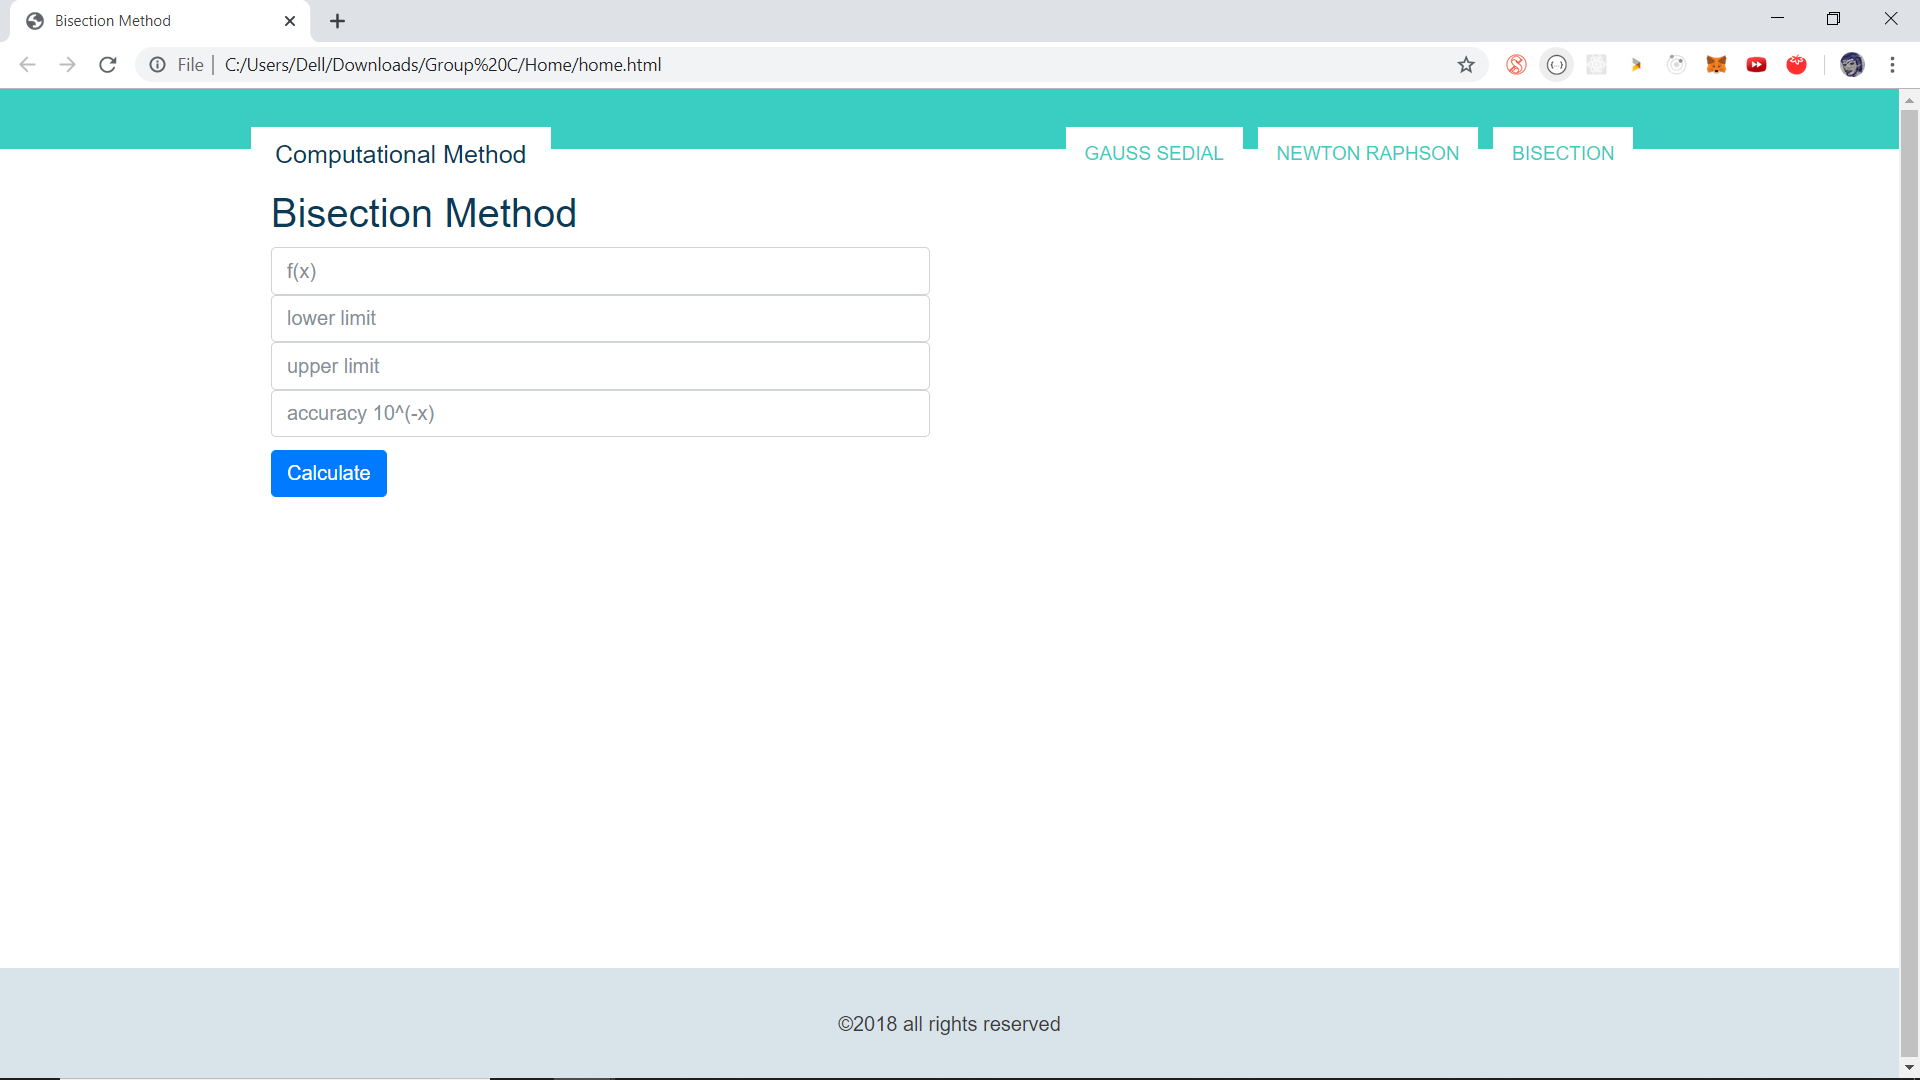 Bisection Method
File | C:/Users/Dell/Downloads/Group%20C/Home/home.html
Computational Method
GAUSS SEDIAL
NEWTON RAPHSON
BISECTION
Bisection Method
f(x)
lower limit
upper limit
accuracy 10^(-x)
Calculate
©2018 all rights reserved